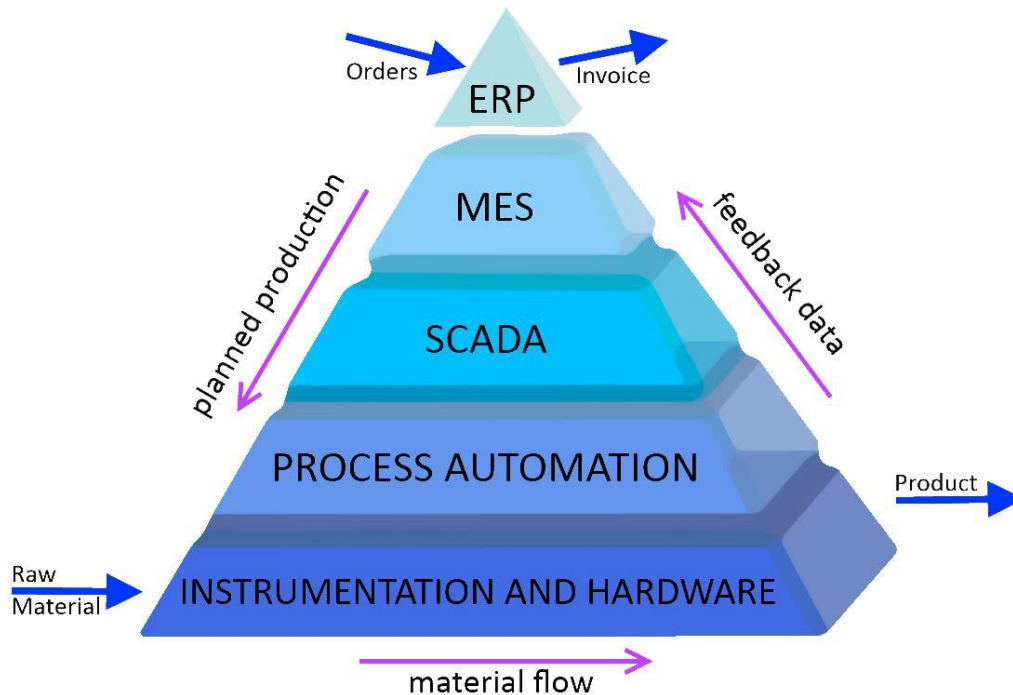 Orders
Invoice
ERP
MES
planned production
feedback data
SCADA
PROCESS AUTOMATION
Product
Raw
Material
INSTRUMENTATION AND HARDWARE
material flow